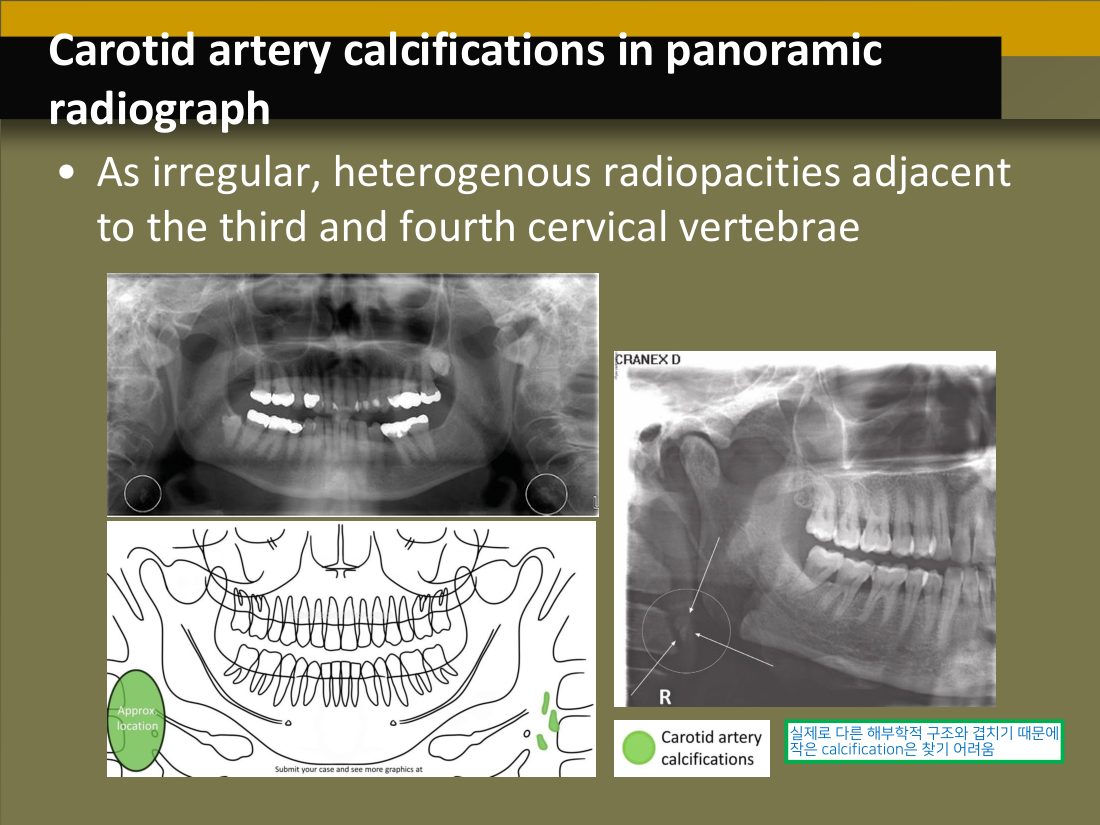 Carotid artery calcifications in panoramic
radiograph
• As irregular, heterogenous radiopacities adjacent
to the third and fourth cervical vertebrae
CRANEX D
R
Approx.
location
Submit your case and see more graphics at
Carotid artery
calcifications
실제로 다른 해부학적 구조와 겹치기 때문에
작은 calcification은 찾기 어려움